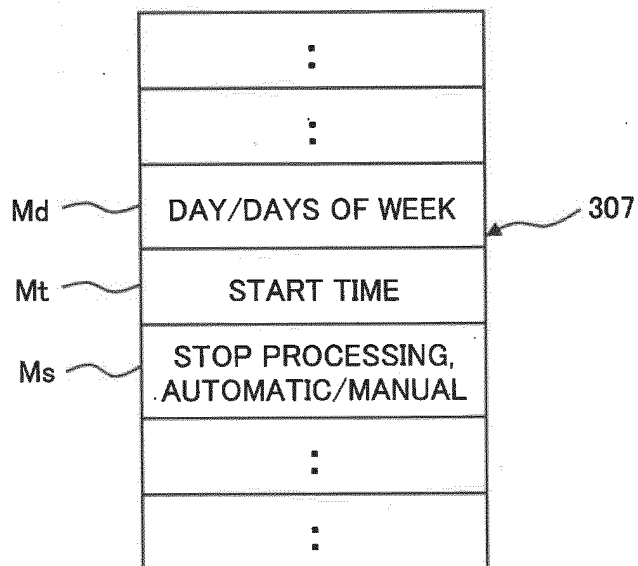 :
:
Md DAY/DAYS OF WEEK 307
Mt START TIME
Ms STOP PROCESSING,
AUTOMATIC/MANUAL
:
: